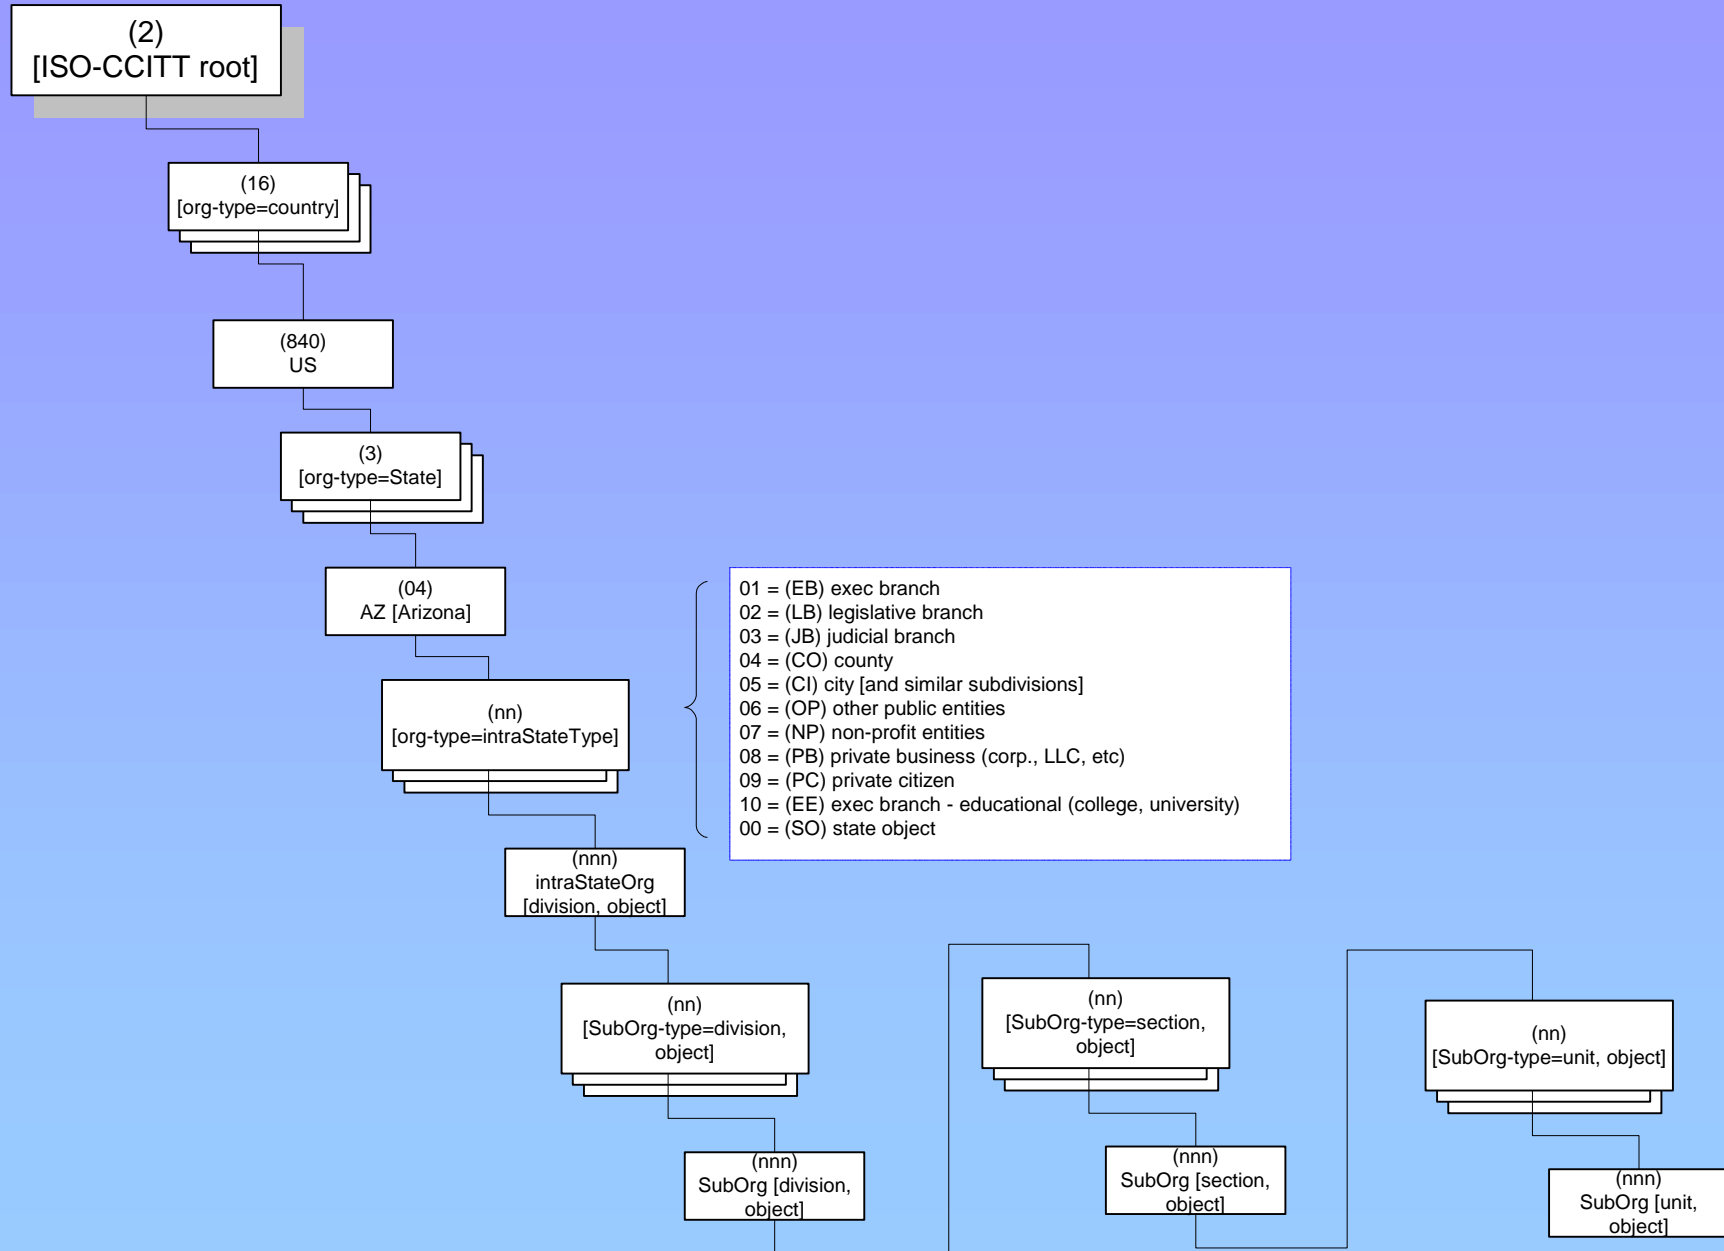 (2)
[ISO-CCITT root]
(16)
[org-type=country]
(840)
US
(3)
[org-type=State]
(04)
AZ [Arizona]
(nn)
[org-type=intraStateType]
01 = (EB) exec branch
02 = (LB) legislative branch
03 = (JB) judicial branch
04 = (CO) county
05 = (CI) city [and similar subdivisions]
06 = (OP) other public entities
07 = (NP) non-profit entities
08 = (PB) private business (corp., LLC, etc)
09 = (PC) private citizen
10 = (EE) exec branch - educational (college, university)
00 = (SO) state object
(nnn)
intraStateOrg
[division, object]
(nn)
[SubOrg-type=division,
object]
(nnn)
SubOrg [division,
object]
(nn)
[SubOrg-type=section,
object]
(nnn)
SubOrg [section,
object]
(nn)
[SubOrg-type=unit, object]
(nnn)
SubOrg [unit,
object]